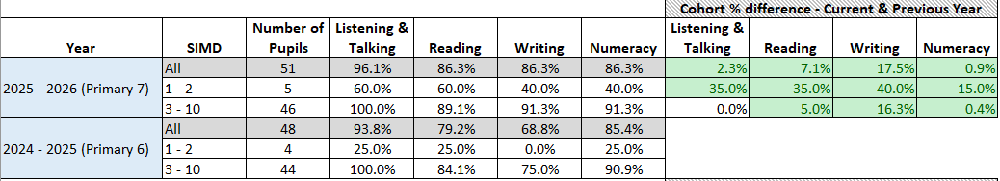 Cohort % difference - Current & Previous Year
Year SIMD Number of Pupils Listening & Talking Reading Writing Numeracy Listening & Talking Reading Writing Numeracy
2025 - 2026 (Primary 7) All 51 96.1% 86.3% 86.3% 86.3% 2.3% 7.1% 17.5% 0.9%
1 - 2 5 60.0% 60.0% 40.0% 40.0% 35.0% 35.0% 40.0% 15.0%
3 - 10 46 100.0% 89.1% 91.3% 91.3% 0.0% 5.0% 16.3% 0.4%
2024 - 2025 (Primary 6) All 48 93.8% 79.2% 68.8% 85.4%
1 - 2 4 25.0% 25.0% 0.0% 25.0%
3 - 10 44 100.0% 84.1% 75.0% 90.9%